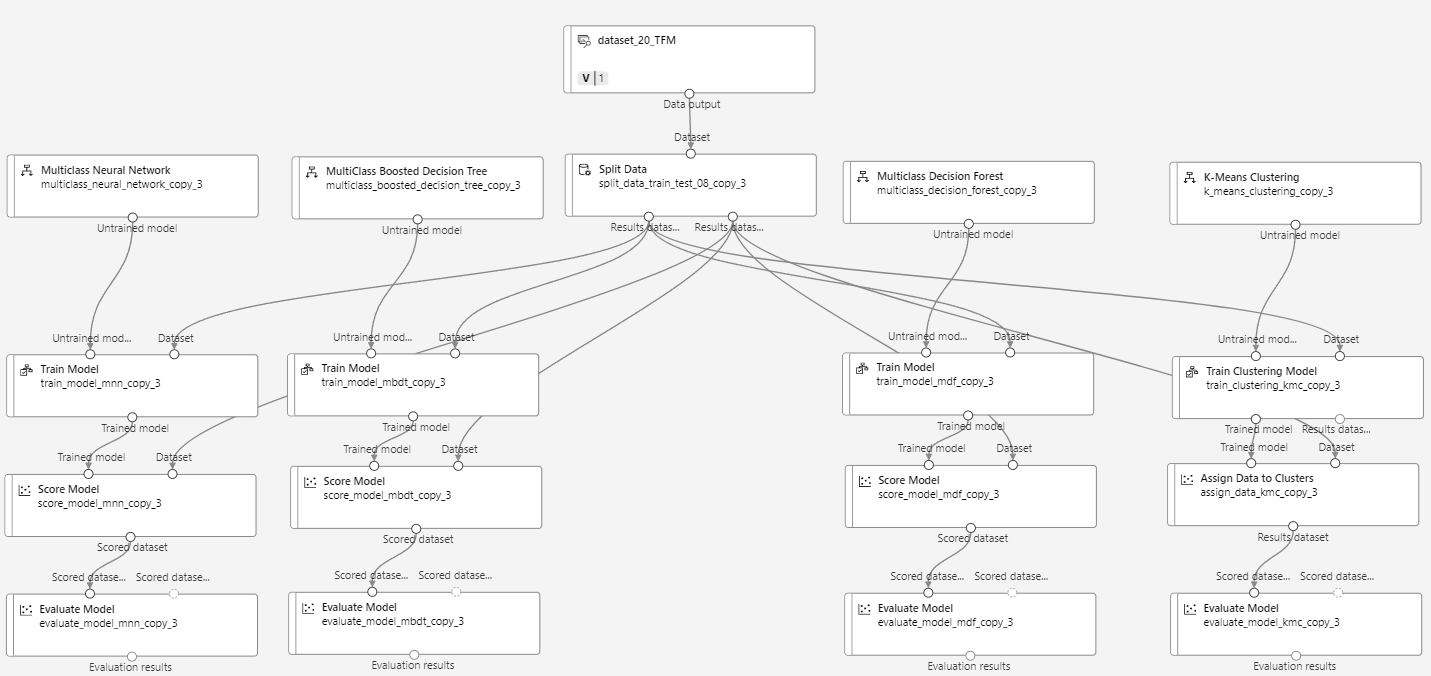 dataset_20_TFM
V 1
Data output
Dataset
Multiclass Neural Network
multiclass_neural_network_copy_3
Untrained model
MultiClass Boosted Decision Tree
multiclass_boosted_decision_tree_copy_3
Untrained model
Split Data
split_data_train_test_08_copy_3
Results datas...
Results datas...
Multiclass Decision Forest
multiclass_decision_forest_copy_3
Untrained model
K-Means Clustering
k_means_clustering_copy_3
Untrained model
Untrained mod...
Dataset
Train Model
train_model_mnn_copy_3
Trained model
Untrained mod...
Dataset
Train Model
train_model_mbdt_copy_3
Trained model
Untrained mod...
Dataset
Train Model
train_model_mdf_copy_3
Trained model
Untrained mod...
Dataset
Train Clustering Model
train_clustering_kmc_copy_3
Trained model
Results datas...
Trained model
Dataset
Score Model
score_model_mnn_copy_3
Scored dataset
Trained model
Dataset
Score Model
score_model_mbdt_copy_3
Scored dataset
Trained model
Dataset
Score Model
score_model_mdf_copy_3
Scored dataset
Trained model
Dataset
Assign Data to Clusters
assign_data_kmc_copy_3
Results dataset
Scored datase...
Scored datase...
Evaluate Model
evaluate_model_mnn_copy_3
Evaluation results
Scored datase...
Scored datase...
Evaluate Model
evaluate_model_mbdt_copy_3
Evaluation results
Scored datase...
Scored datase...
Evaluate Model
evaluate_model_mdf_copy_3
Evaluation results
Scored datase...
Scored datase...
Evaluate Model
evaluate_model_kmc_copy_3
Evaluation results